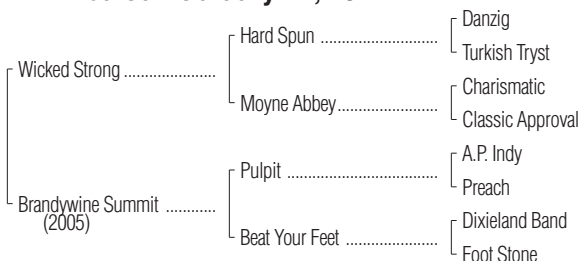 Danzig
Hard Spun ..........................
Turkish Tryst
Wicked Strong .....................
Charismatic
Moyne Abbey......................
Classic Approval
A.P. Indy
Pulpit .................................
Preach
Brandywine Summit ...........
(2005)
Dixieland Band
Beat Your Feet ....................
Foot Stone